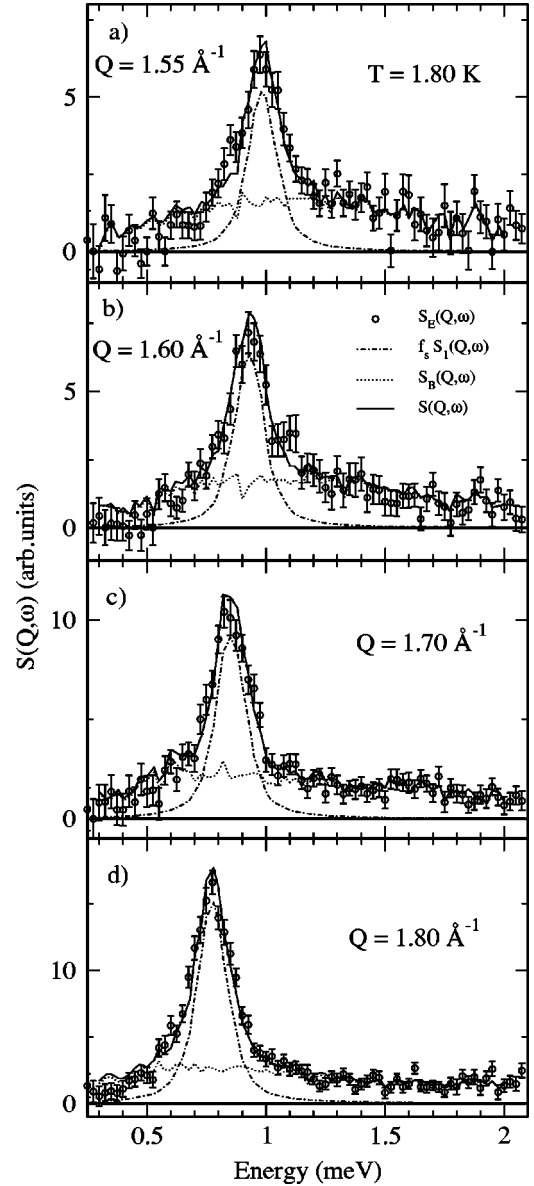 a)
Q = 1.55 Å⁻¹
T = 1.80 K
5
0
b)
Q = 1.60 Å⁻¹
S_E(Q,ω)
f_s S_1(Q,ω)
S_B(Q,ω)
S(Q,ω)
5
0
S(Q,ω) (arb.units)
c)
Q = 1.70 Å⁻¹
10
0
d)
Q = 1.80 Å⁻¹
10
0
0.5 1 1.5 2
Energy (meV)